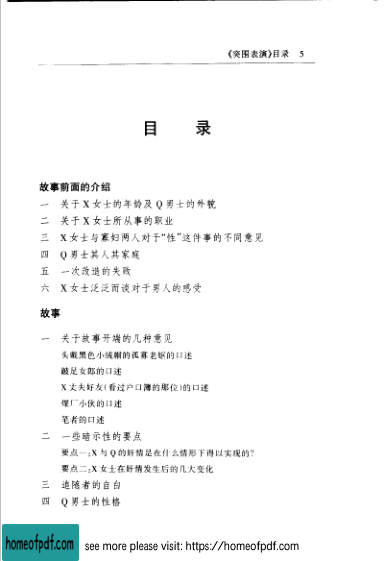 《突围表演》目录 5
目 录
故事前面的介绍
一 关于X女士的年龄及Q男士的外貌
二 关于X女士所从事的职业
三 X女士与寡妇两人对于“性”这件事的不同意见
四 Q男士其人其家庭
五 一次改造的失败
六 X女士泛泛而谈对于男人的感受
故事
一 关于故事开端的几种意见
头戴黑色小绒帽的孤寡老妪的口述
跛足女郎的口述
X丈夫好友(看过户口簿的那位)的口述
煤厂小伙的口述
笔者的口述
二 一些暗示性的要点
要点一:X与Q的奸情是在什么情形下得以实现的?
要点二:X女士在奸情发生后的几大变化
三 追随者的自白
四 Q男士的性格
homeofpdf.com
see more please visit: https://homeofpdf.com